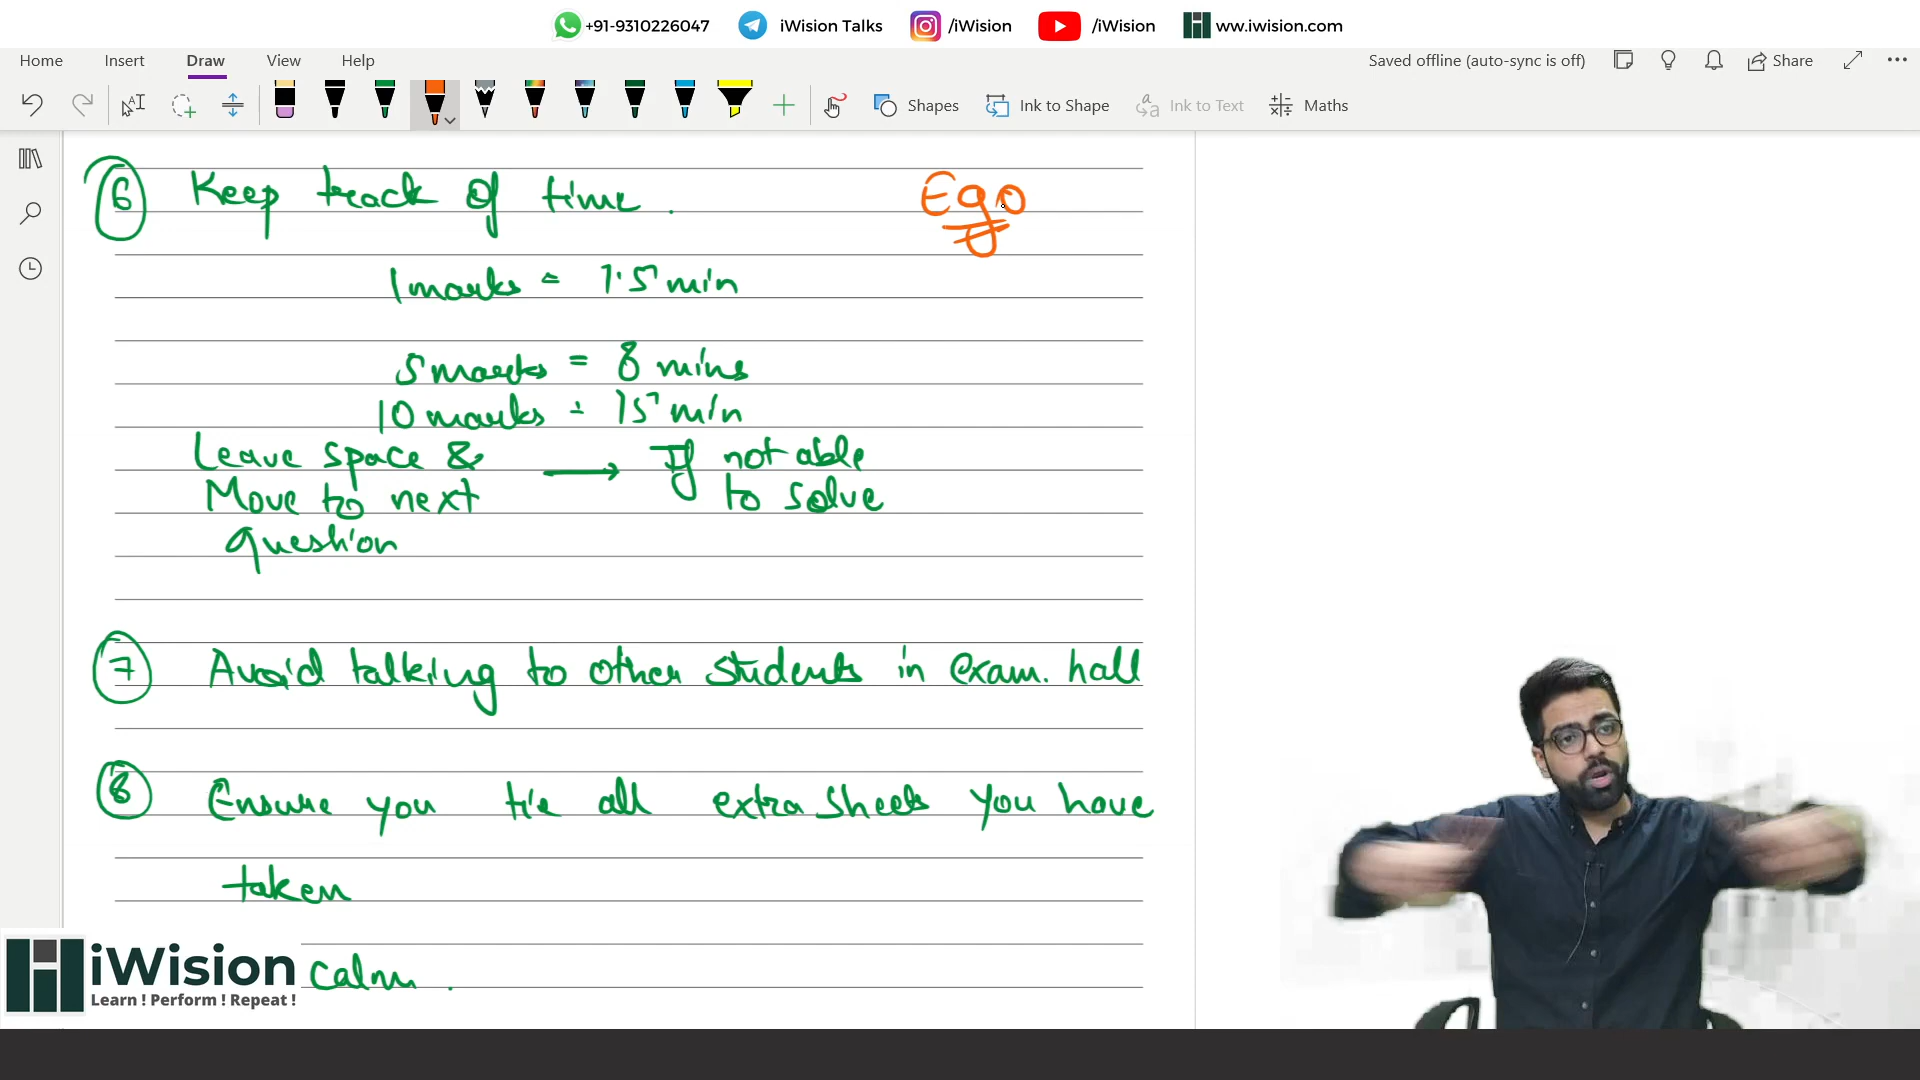 +91-9310226047 iWision Talks /iWision /iWision ww.iwision.com
Home Insert Draw View Help Saved offline (auto-sync is off) Share
Shapes Ink to Shape Ink to Text Maths
6 Keep track of time.
Ego
1 marks = 1.5 min
5 marks = 8 mins
10 marks = 15 min
Leave space & → If not able
Move to next to solve
question
7 Avoid talking to other students in exam. hall
8 Ensure you tie all extra sheets you have
taken
calm.
iWision
Learn ! Perform ! Repeat !